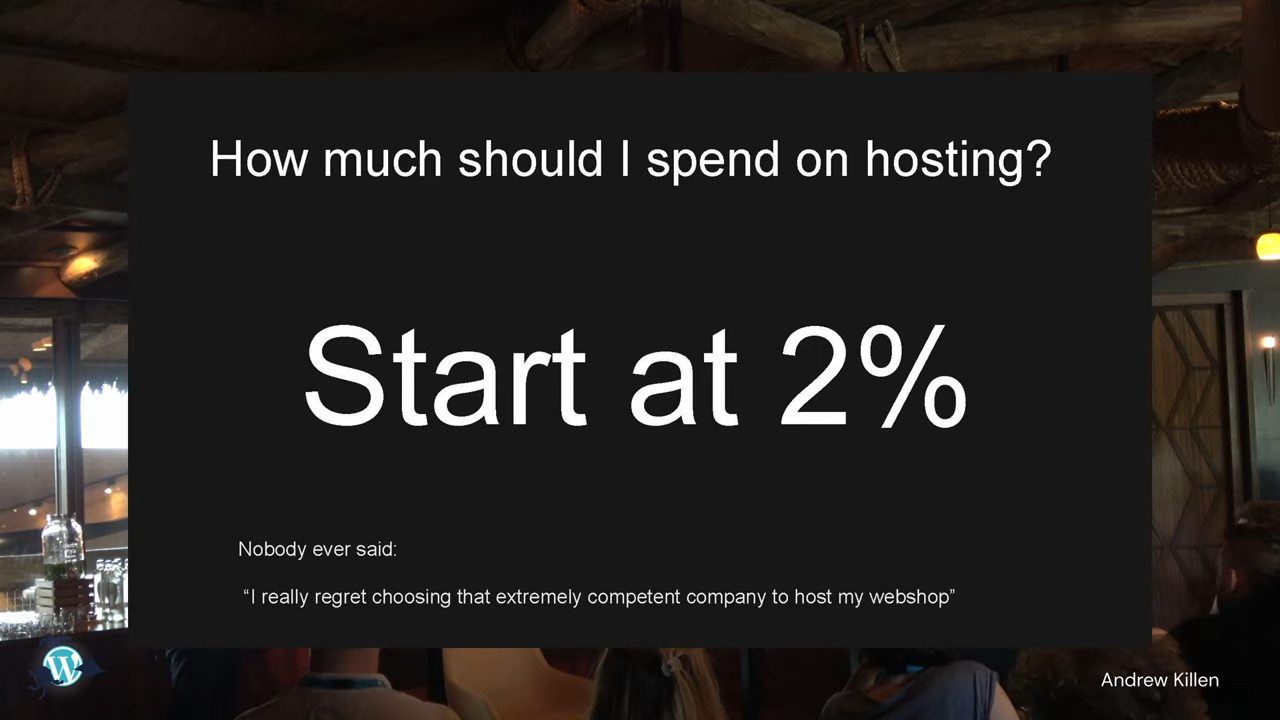 How much should I spend on hosting?
Start at 2%
Nobody ever said:
“I really regret choosing that extremely competent company to host my webshop”
W
Andrew Killen